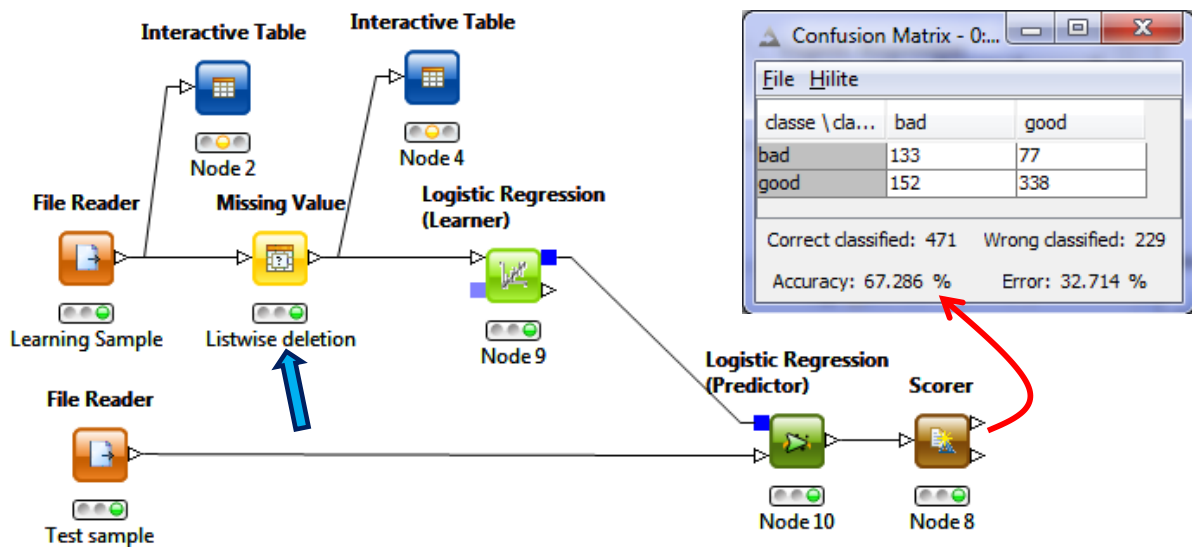 Interactive Table
Node 2
Interactive Table
Node 4
File Reader
Learning Sample
Missing Value
Listwise deletion
Logistic Regression
(Learner)
Node 9
File Reader
Test sample
Logistic Regression
(Predictor)
Node 10
Scorer
Node 8
Confusion Matrix - 0:...
File Hilite
classe \ cla... bad good
bad 133 77
good 152 338
Correct classified: 471 Wrong classified: 229
Accuracy: 67.286 % Error: 32.714 %